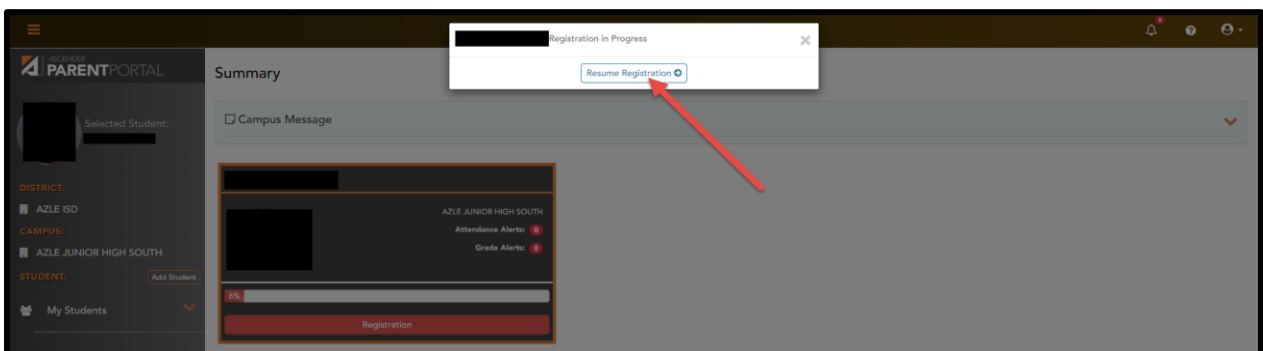 Registration in Progress
Resume Registration
ASCENDER
PARENTPORTAL
Summary
Selected Student:
Campus Message
DISTRICT:
AZLE ISD
CAMPUS:
AZLE JUNIOR HIGH SOUTH
STUDENT:
Add Student
My Students
AZLE JUNIOR HIGH SOUTH
Attendance Alerts: 0
Grade Alerts: 0
6%
Registration